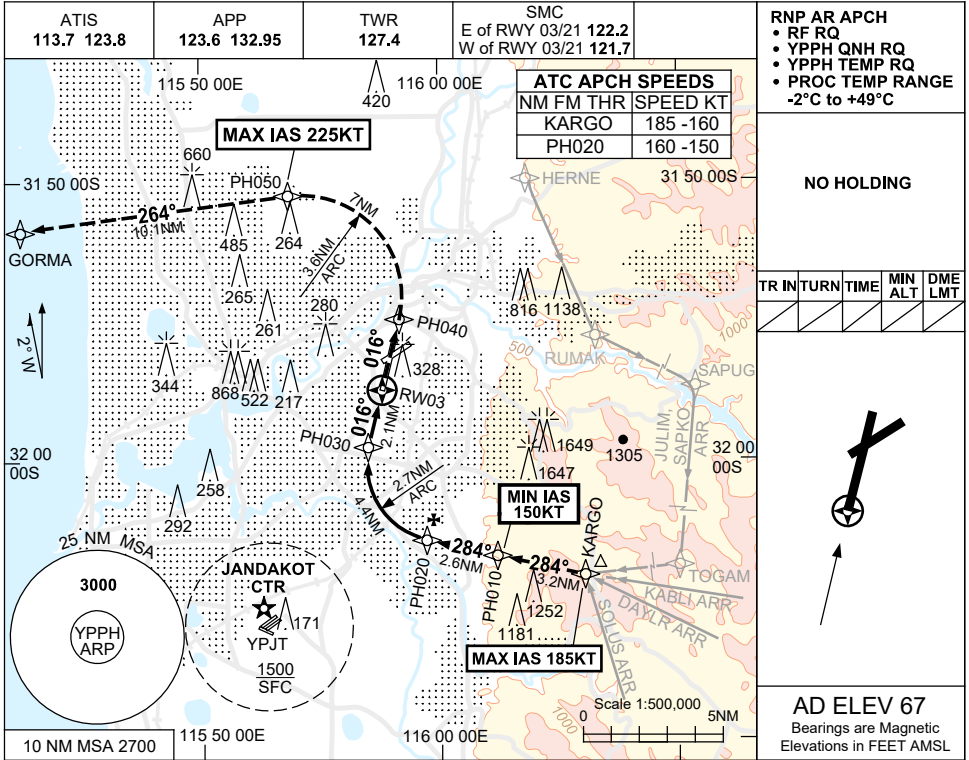 ATIS
113.7 123.8
APP
123.6 132.95
TWR
127.4
SMC
E of RWY 03/21 122.2
W of RWY 03/21 121.7
RNP AR APCH
• RF RQ
• YPPH QNH RQ
• YPPH TEMP RQ
• PROC TEMP RANGE
-2°C to +49°C
115 50 00E
116 00 00E
420
ATC APCH SPEEDS
NM FM THR SPEED KT
KARGO 185 -160
PH020 160 -150
MAX IAS 225KT
660
31 50 00S
PH050
HERNE
31 50 00S
NO HOLDING
264°
10.1NM
7NM
GORMA
485
264
3.6NM
ARC
265
261
280
816
1138
TR IN TURN TIME MIN ALT DME LMT
2° W
PH040
016°
328
500
RUMAK
1000
SAPUG
344
868
522
217
RW03
016°
2.1NM
PH030
JULIM,
SAPKO
ARR
1649
1305
1647
32 00
00S
32 00
00S
258
292
2.7NM
ARC
4.4NM
MIN IAS
150KT
KARGO
25 NM MSA
3000
YPPH
ARP
JANDAKOT
CTR
171
YPJT
1500
SFC
PH020
284°
2.6NM
PH010
284°
3.2NM
TOGAM
KABLI ARR
DAYLR ARR
SOLUS ARR
1252
1181
MAX IAS 185KT
1000
Scale 1:500,000
0 5NM
10 NM MSA 2700
115 50 00E
116 00 00E
AD ELEV 67
Bearings are Magnetic
Elevations in FEET AMSL